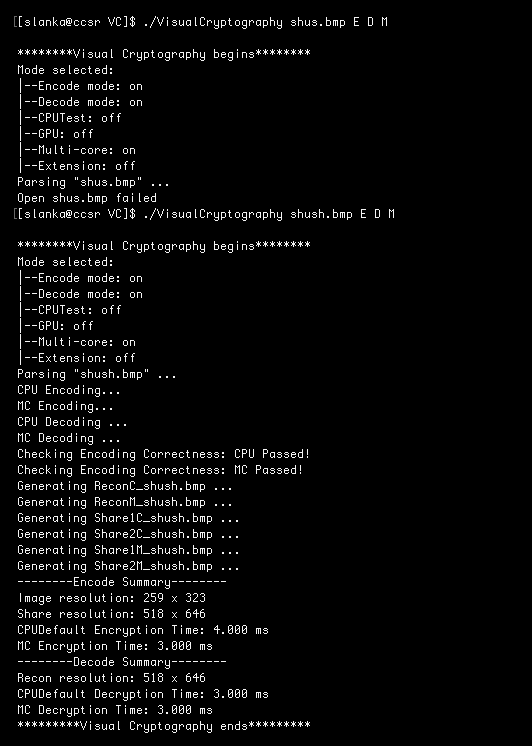 [[slanka@ccsr VC]$ ./VisualCryptography shus.bmp E D M
********Visual Cryptography begins********
Mode selected:
|--Encode mode: on
|--Decode mode: on
|--CPUTest: off
|--GPU: off
|--Multi-core: on
|--Extension: off
Parsing "shus.bmp" ...
Open shus.bmp failed
[[slanka@ccsr VC]$ ./VisualCryptography shush.bmp E D M
********Visual Cryptography begins********
Mode selected:
|--Encode mode: on
|--Decode mode: on
|--CPUTest: off
|--GPU: off
|--Multi-core: on
|--Extension: off
Parsing "shush.bmp" ...
CPU Encoding...
MC Encoding...
CPU Decoding ...
MC Decoding ...
Checking Encoding Correctness: CPU Passed!
Checking Encoding Correctness: MC Passed!
Generating ReconC_shush.bmp ...
Generating ReconM_shush.bmp ...
Generating Share1C_shush.bmp ...
Generating Share2C_shush.bmp ...
Generating Share1M_shush.bmp ...
Generating Share2M_shush.bmp ...
--------Encode Summary--------
Image resolution: 259 x 323
Share resolution: 518 x 646
CPUDefault Encryption Time: 4.000 ms
MC Encryption Time: 3.000 ms
--------Decode Summary--------
Recon resolution: 518 x 646
CPUDefault Decryption Time: 3.000 ms
MC Decryption Time: 3.000 ms
*********Visual Cryptography ends*********